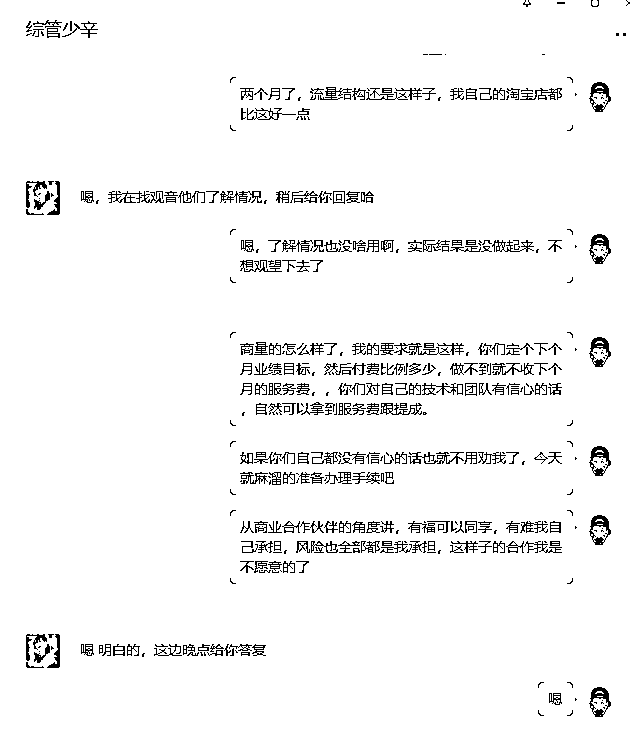 综管少辛
两个月了，流量结构还是这样子，我自己的淘宝店都
比这好一点
嗯，我在找观音他们了解情况，稍后给你回复哈
嗯，了解情况也没啥用啊，实际结果是没做起来，不
想观望下去了
商量的怎么样了，我的要求就是这样，你们定个下个
月业绩目标，然后付费比例多少，做不到就不收下个
月的服务费，，你们对自己的技术和团队有信心的话
，自然可以拿到服务费跟提成。
如果你们自己都没有信心的话也就不用劝我了，今天
就麻溜的准备办理手续吧
从商业合作伙伴的角度讲，有福可以同享，有难我自
己承担，风险也全部都是我承担，这样子的合作我是
不愿意的了
嗯 明白的，这边晚点给你答复
嗯